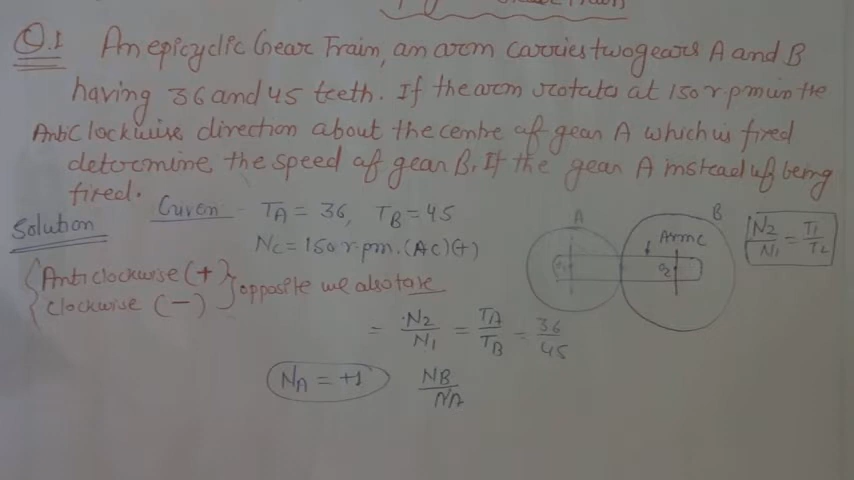 Q.1 An epicyclic Gear Train, an arm carries two gears A and B
having 36 and 45 teeth. If the arm rotates at 150 r.pm in the
AntiClockwise direction about the centre of gear A which is fixed
determine the speed of gear B. If the gear A instead of being
fixed.
Solution
Given - TA = 36, TB = 45
NC = 150 r.pm. (AC)(+)
{Anticlockwise (+)
Clockwise (-)} opposite we also take
A
B
Arm C
N2/N1 = T1/T2
= N2/N1 = TA/TB = 36/45
NA = +1 NB/NA